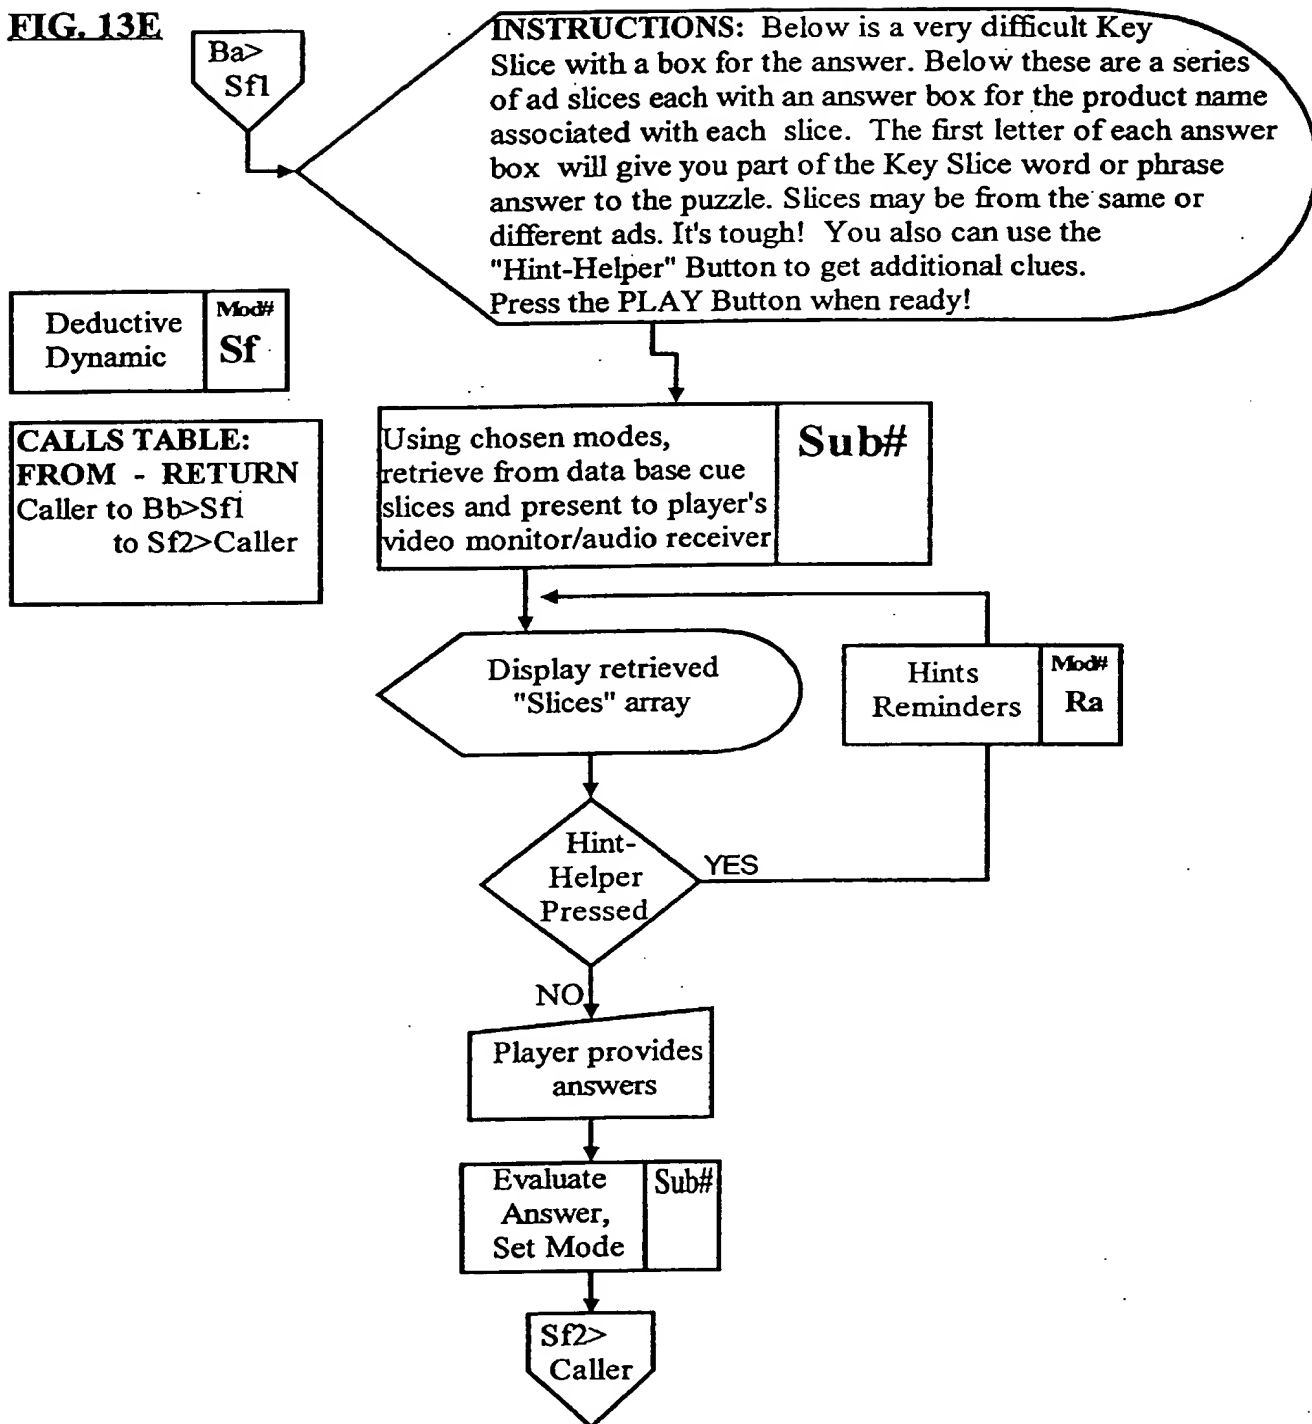 FIG. 13E
Ba>
Sf1
INSTRUCTIONS: Below is a very difficult Key
Slice with a box for the answer. Below these are a series
of ad slices each with an answer box for the product name
associated with each slice. The first letter of each answer
box will give you part of the Key Slice word or phrase
answer to the puzzle. Slices may be from the same or
different ads. It's tough! You also can use the
"Hint-Helper" Button to get additional clues.
Press the PLAY Button when ready!
Deductive
Dynamic
Mod#
Sf
CALLS TABLE:
FROM - RETURN
Caller to Bb>Sf1
to Sf2>Caller
Using chosen modes,
retrieve from data base cue
slices and present to player's
video monitor/audio receiver
Sub#
Display retrieved
"Slices" array
Hints
Reminders
Mod#
Ra
Hint-
Helper
Pressed
YES
NO
Player provides
answers
Evaluate
Answer,
Set Mode
Sub#
Sf2>
Caller